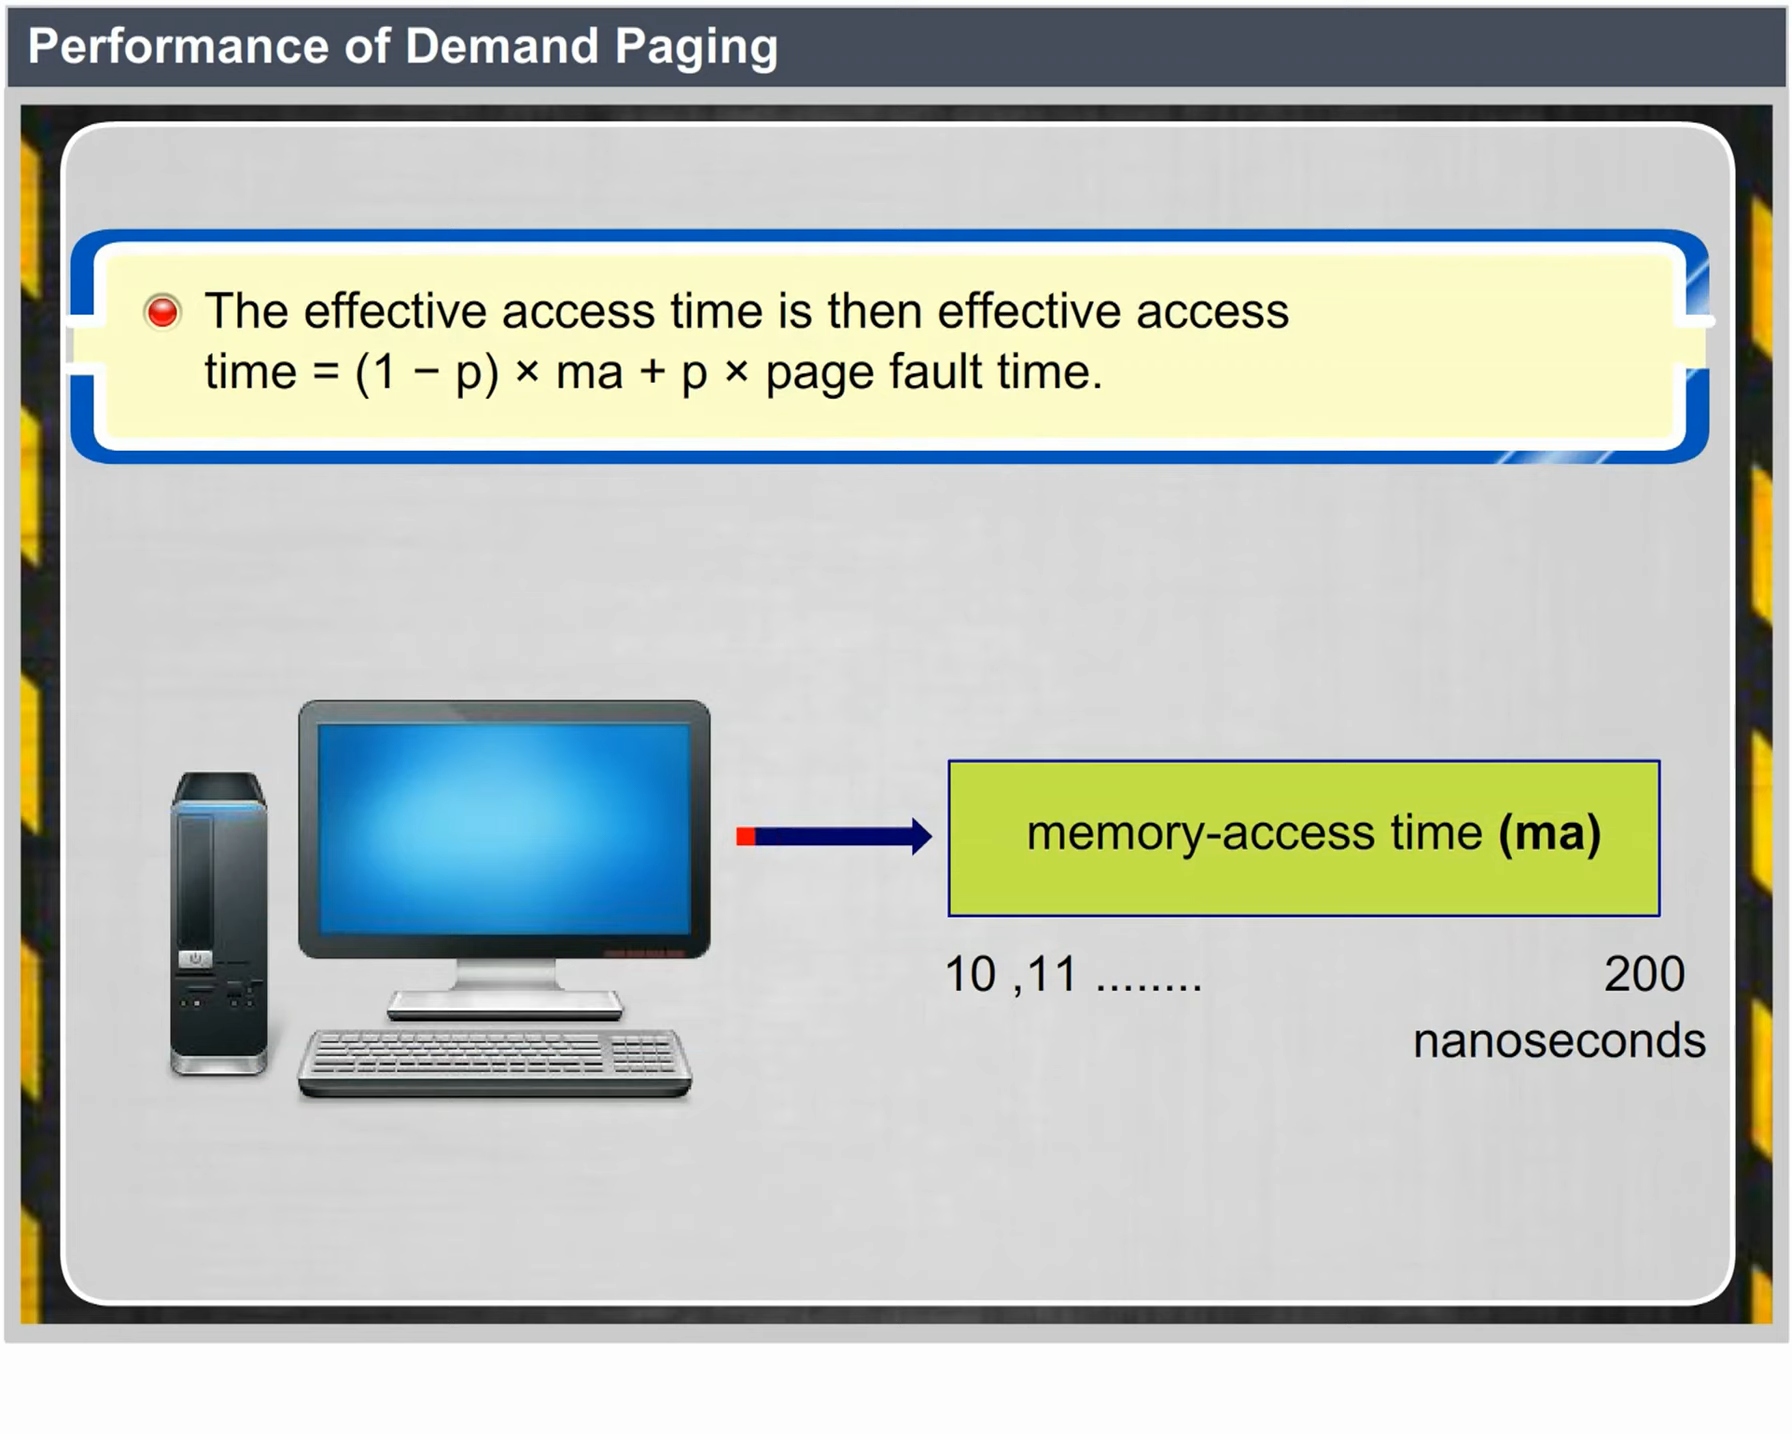 Performance of Demand Paging
The effective access time is then effective access
time = (1 − p) × ma + p × page fault time.
memory-access time (ma)
10 ,11 ........ 200
nanoseconds